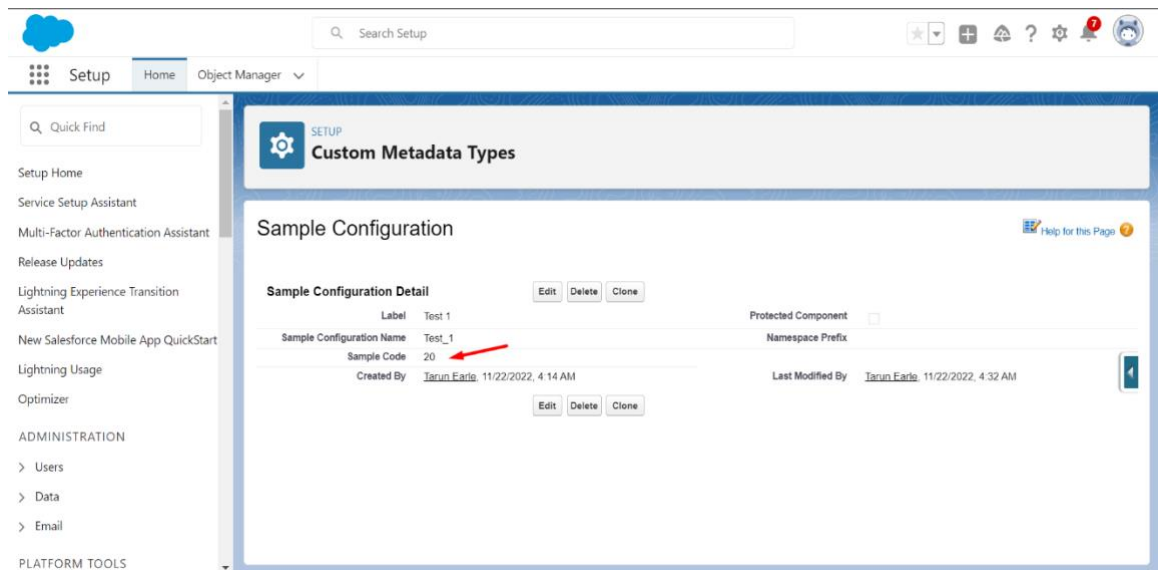 Search Setup
7
Setup
Home
Object Manager
Quick Find
Setup Home
Service Setup Assistant
Multi-Factor Authentication Assistant
Release Updates
Lightning Experience Transition
Assistant
New Salesforce Mobile App QuickStart
Lightning Usage
Optimizer
ADMINISTRATION
Users
Data
Email
PLATFORM TOOLS
SETUP
Custom Metadata Types
Sample Configuration
Help for this Page
Sample Configuration Detail
Edit Delete Clone
Label Test 1 Protected Component
Sample Configuration Name Test_1 Namespace Prefix
Sample Code 20
Created By Tarun Earle, 11/22/2022, 4:14 AM Last Modified By Tarun Earle, 11/22/2022, 4:32 AM
Edit Delete Clone